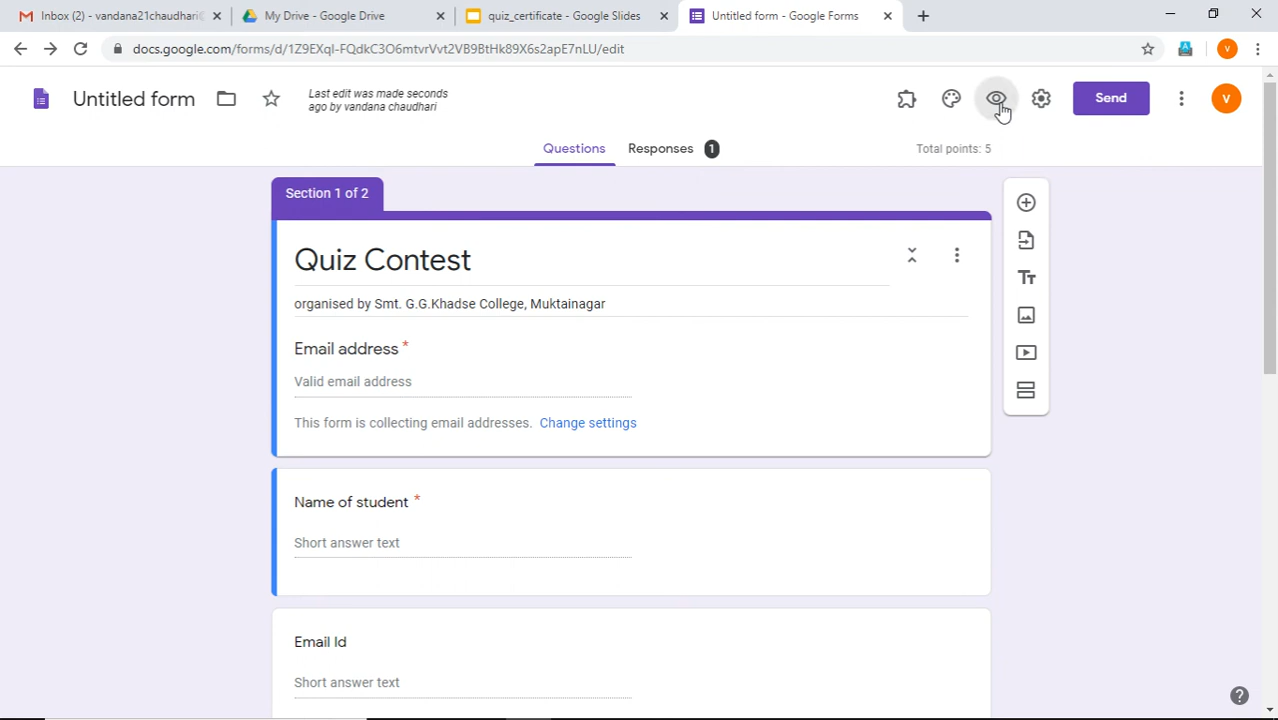 Inbox (2) - vandana21chaudhari@
My Drive - Google Drive
quiz_certificate - Google Slides
Untitled form - Google Forms
docs.google.com/forms/d/1Z9EXqI-FQdkC3O6mtvrVvt2VB9BtHk89X6s2apE7nLU/edit
V
Untitled form
Last edit was made seconds
ago by vandana chaudhari
Send
V
Questions
Responses 1
Total points: 5
Section 1 of 2
Quiz Contest
organised by Smt. G.G.Khadse College, Muktainagar
Email address *
Valid email address
This form is collecting email addresses. Change settings
Tt
Name of student *
Short answer text
Email Id
Short answer text